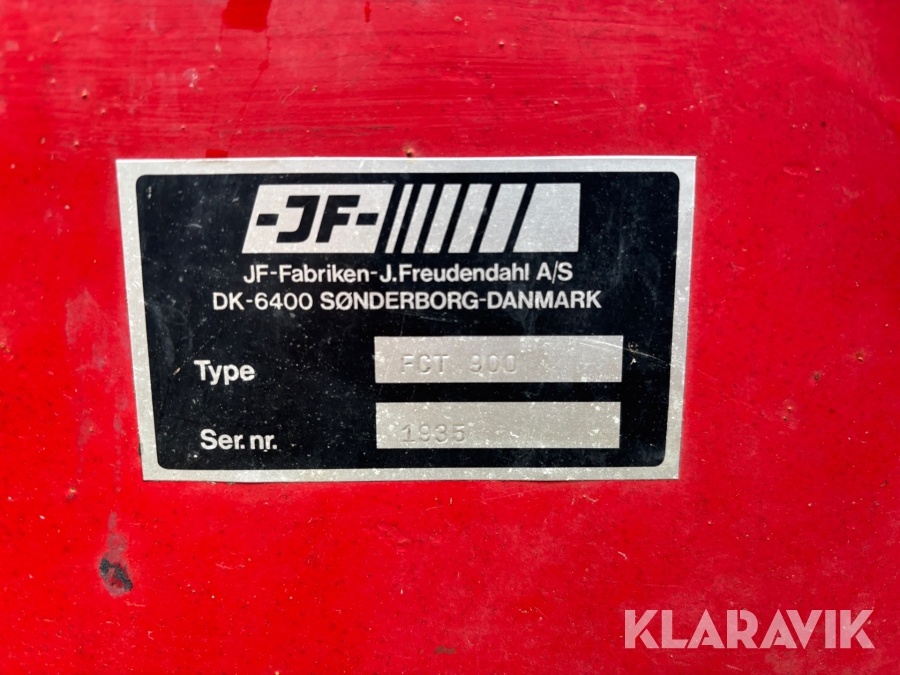 -JF-
JF-Fabriken-J.Freudendahl A/S
DK-6400 SØNDERBORG-DANMARK
Type FCT 900
Ser.nr. 1935
KLARAVIK